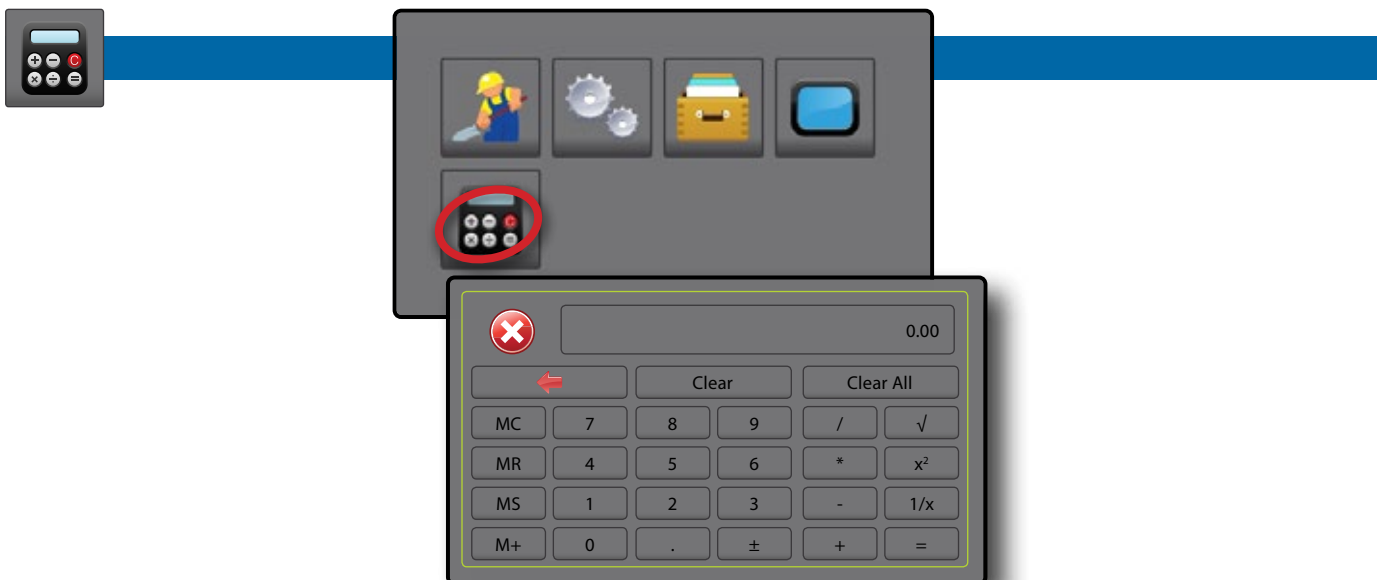 0.00
Clear Clear All
MC 7 8 9 / √
MR 4 5 6 * x²
MS 1 2 3 - 1/x
M+ 0 . ± + =